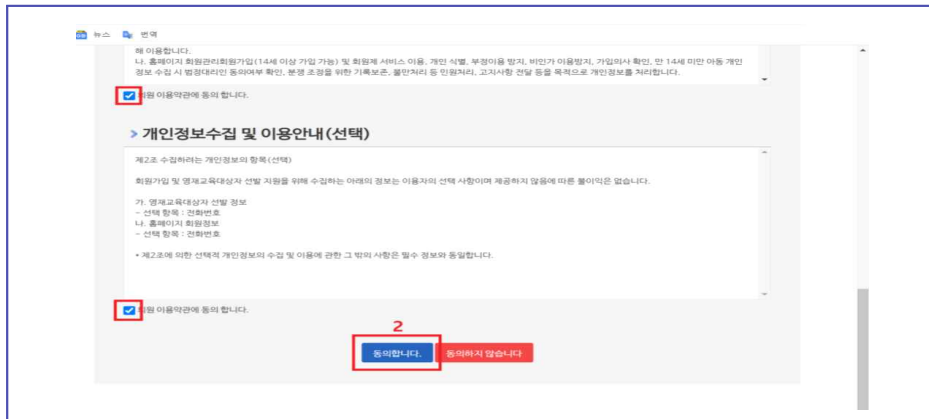 뉴스 번역
해 이용합니다.
나. 홈페이지 회원관리회원가입(14세 이상 가입 가능) 및 회원제 서비스 이용, 개인 식별, 부정이용 방지, 비인가 이용방지, 가입의사 확인, 만 14세 미만 아동 개인
정보 수집 시 법정대리인 동의여부 확인, 분쟁 조정을 위한 기록보존, 불만처리 등 민원처리, 고지사항 전달 등을 목적으로 개인정보를 처리합니다.
회원 이용약관에 동의 합니다.
> 개인정보수집 및 이용안내(선택)
제2조 수집하려는 개인정보의 항목(선택)
회원가입 및 영재교육대상자 선발 지원을 위해 수집하는 아래의 정보는 이용자의 선택 사항이며 제공하지 않음에 따른 불이익은 없습니다.
가. 영재교육대상자 선발 정보
- 선택 항목 : 전화번호
나. 홈페이지 회원정보
- 선택 항목 : 전화번호
• 제2조에 의한 선택적 개인정보의 수집 및 이용에 관한 그 밖의 사항은 필수 정보와 동일합니다.
회원 이용약관에 동의 합니다.
2
동의합니다. 동의하지 않습니다